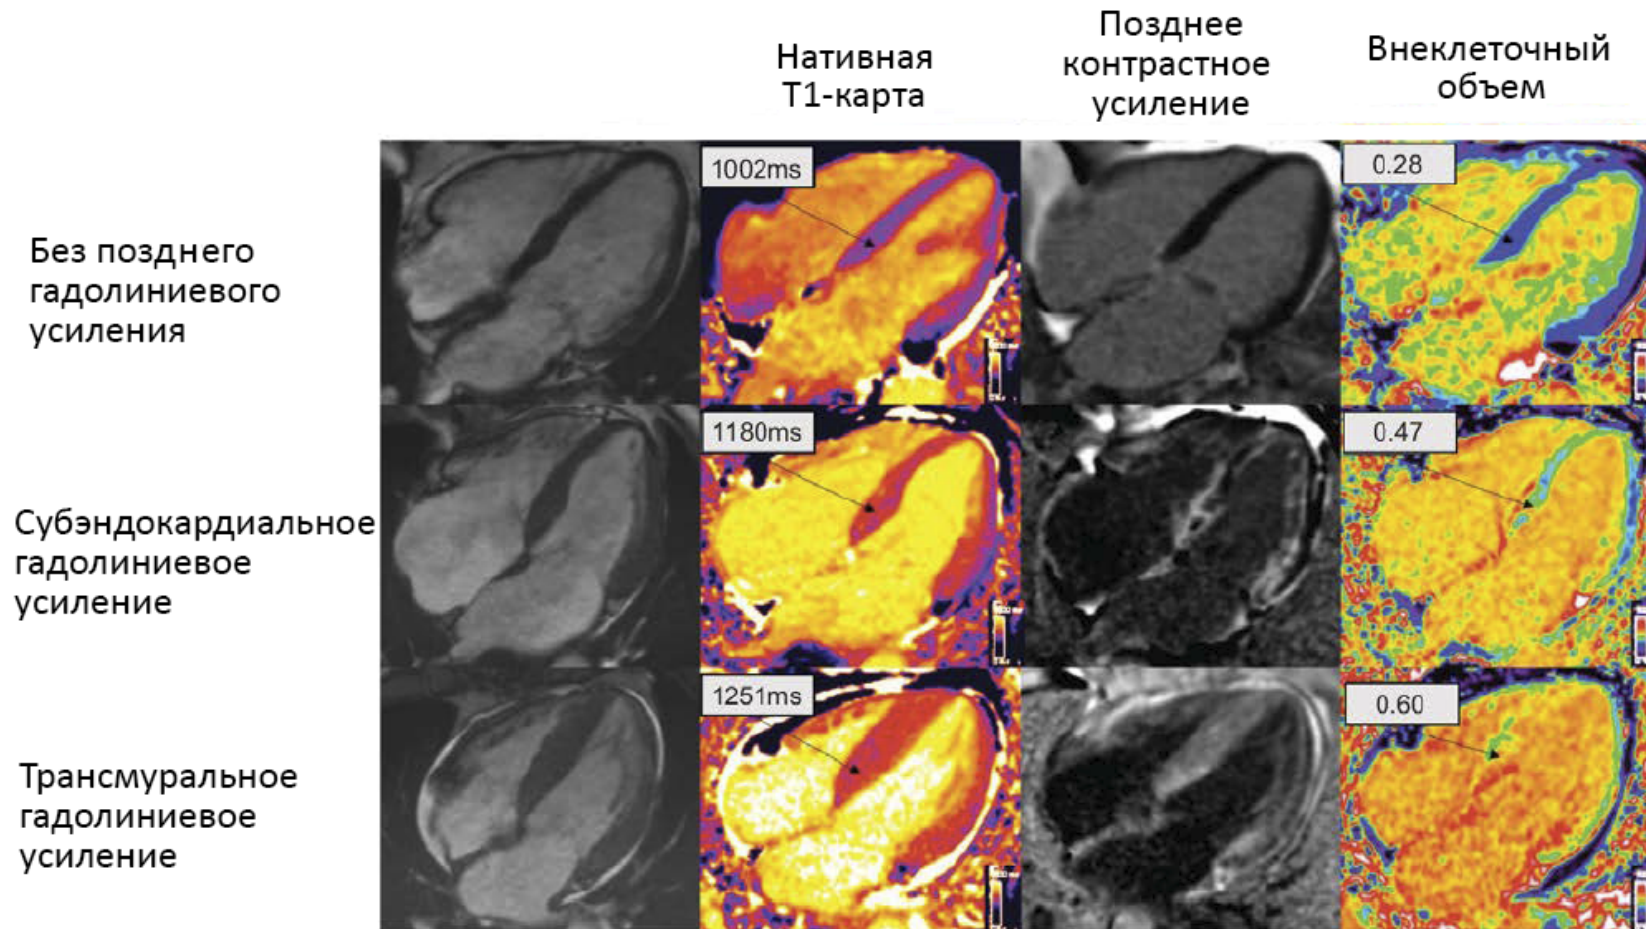 Нативная
Т1-карта
Позднее
контрастное
усиление
Внеклеточный
объем
Без позднего
гадолиниевого
усиления
1002ms
0.28
Субэндокардиальное
гадолиниевое
усиление
1180ms
0.47
Трансмуральное
гадолиниевое
усиление
1251ms
0.60